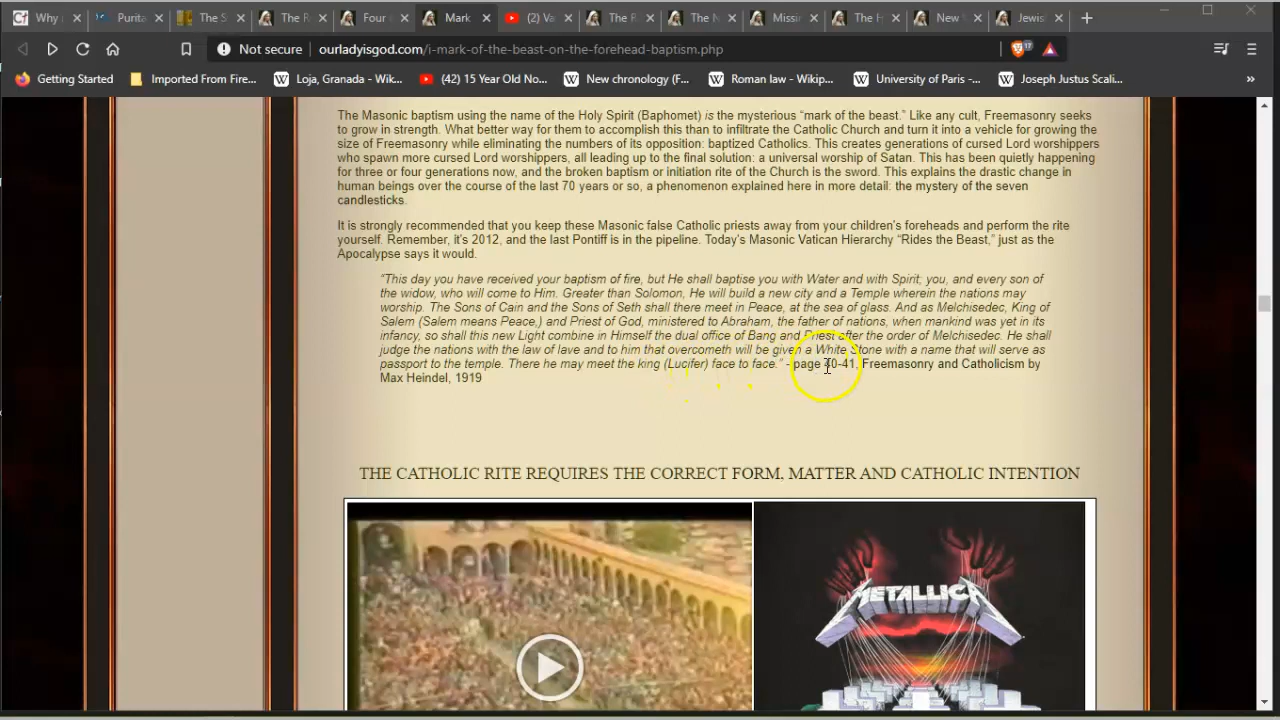 Why
Purita
The S
The R
Four
Mark
(2) Va
The F
The N
Missi
The H
New
Jewis
Not secure ourladyisgod.com/i-mark-of-the-beast-on-the-forehead-baptism.php 17
Getting Started Imported From Fire... Loja, Granada - Wik... (42) 15 Year Old No... New chronology (F... Roman law - Wikip... University of Paris -... Joseph Justus Scali... »
The Masonic baptism using the name of the Holy Spirit (Baphomet) is the mysterious “mark of the beast.” Like any cult, Freemasonry seeks
to grow in strength. What better way for them to accomplish this than to infiltrate the Catholic Church and turn it into a vehicle for growing the
size of Freemasonry while eliminating the numbers of its opposition: baptized Catholics. This creates generations of cursed Lord worshippers
who spawn more cursed Lord worshippers, all leading up to the final solution: a universal worship of Satan. This has been quietly happening
for three or four generations now, and the broken baptism or initiation rite of the Church is the sword. This explains the drastic change in
human beings over the course of the last 70 years or so, a phenomenon explained here in more detail: the mystery of the seven
candlesticks.
It is strongly recommended that you keep these Masonic false Catholic priests away from your children's foreheads and perform the rite
yourself. Remember, it's 2012, and the last Pontiff is in the pipeline. Today's Masonic Vatican Hierarchy “Rides the Beast,” just as the
Apocalypse says it would.
“This day you have received your baptism of fire, but He shall baptise you with Water and with Spirit; you, and every son of
the widow, who will come to Him. Greater than Solomon, He will build a new city and a Temple wherein the nations may
worship. The Sons of Cain and the Sons of Seth shall there meet in Peace, at the sea of glass. And as Melchisedec, King of
Salem (Salem means Peace,) and Priest of God, ministered to Abraham, the father of nations, when mankind was yet in its
infancy, so shall this new Light combine in Himself the dual office of Bang and Priest after the order of Melchisedec. He shall
judge the nations with the law of lave and to him that overcometh will be given a White Stone with a name that will serve as
passport to the temple. There he may meet the king (Lucifer) face to face.” - page 40-41, Freemasonry and Catholicism by
Max Heindel, 1919
THE CATHOLIC RITE REQUIRES THE CORRECT FORM, MATTER AND CATHOLIC INTENTION
METALLICA